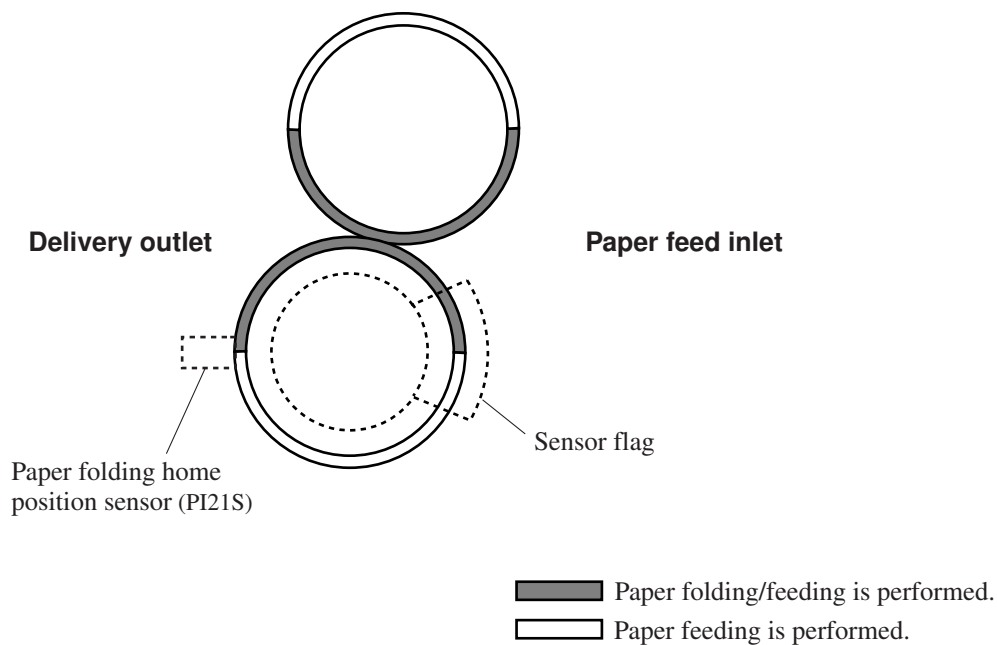 Delivery outlet
Paper feed inlet
Sensor flag
Paper folding home
position sensor (PI21S)
Paper folding/feeding is performed.
Paper feeding is performed.